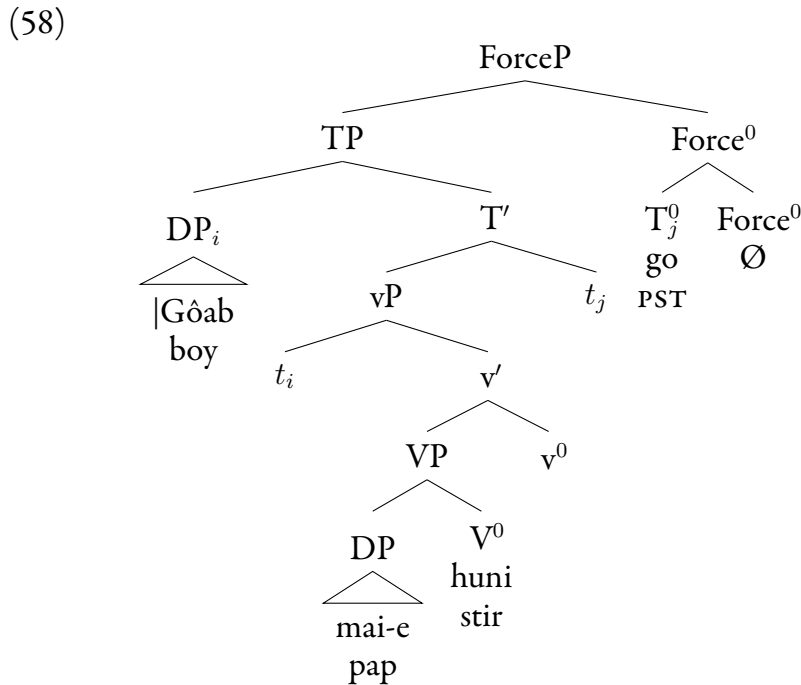 (58)
ForceP
TP Force⁰
DPᵢ T′ T⁰ⱼ Force⁰
|Gôab vP tⱼ go Ø
boy PST
tᵢ v′
VP v⁰
DP V⁰
mai-e huni
pap stir